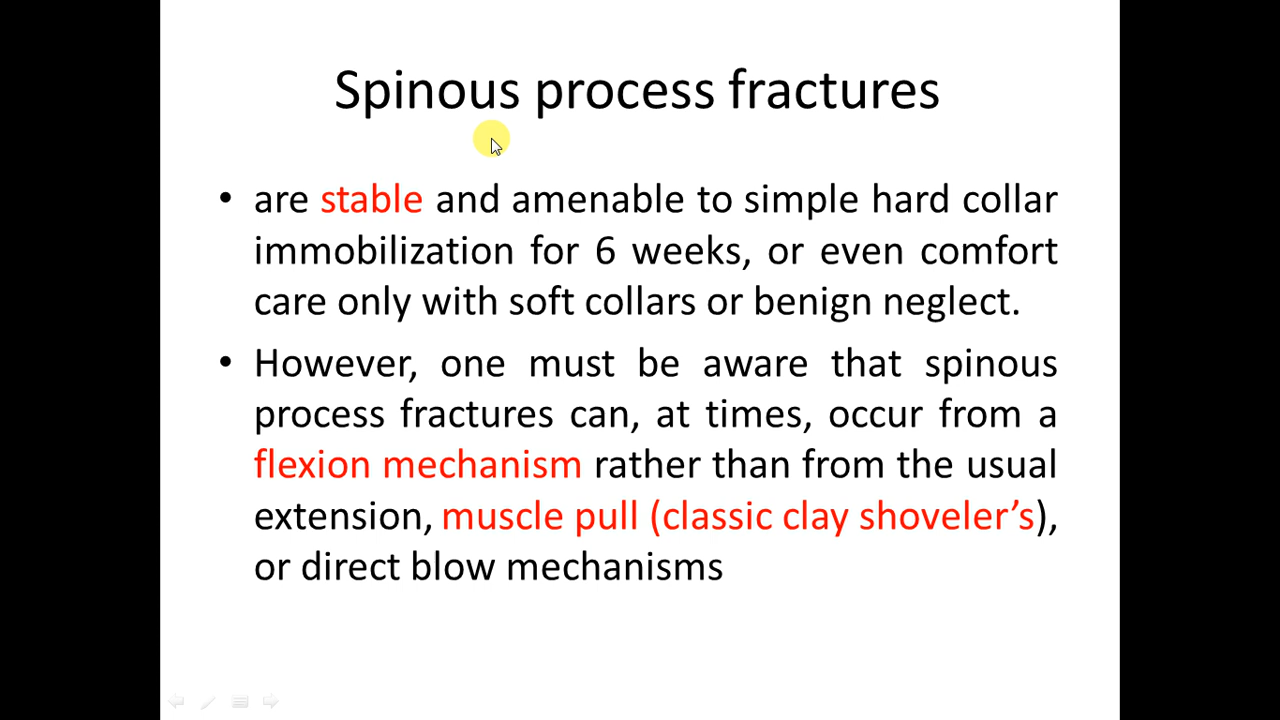 Spinous process fractures
• are stable and amenable to simple hard collar
immobilization for 6 weeks, or even comfort
care only with soft collars or benign neglect.
• However, one must be aware that spinous
process fractures can, at times, occur from a
flexion mechanism rather than from the usual
extension, muscle pull (classic clay shoveler’s),
or direct blow mechanisms